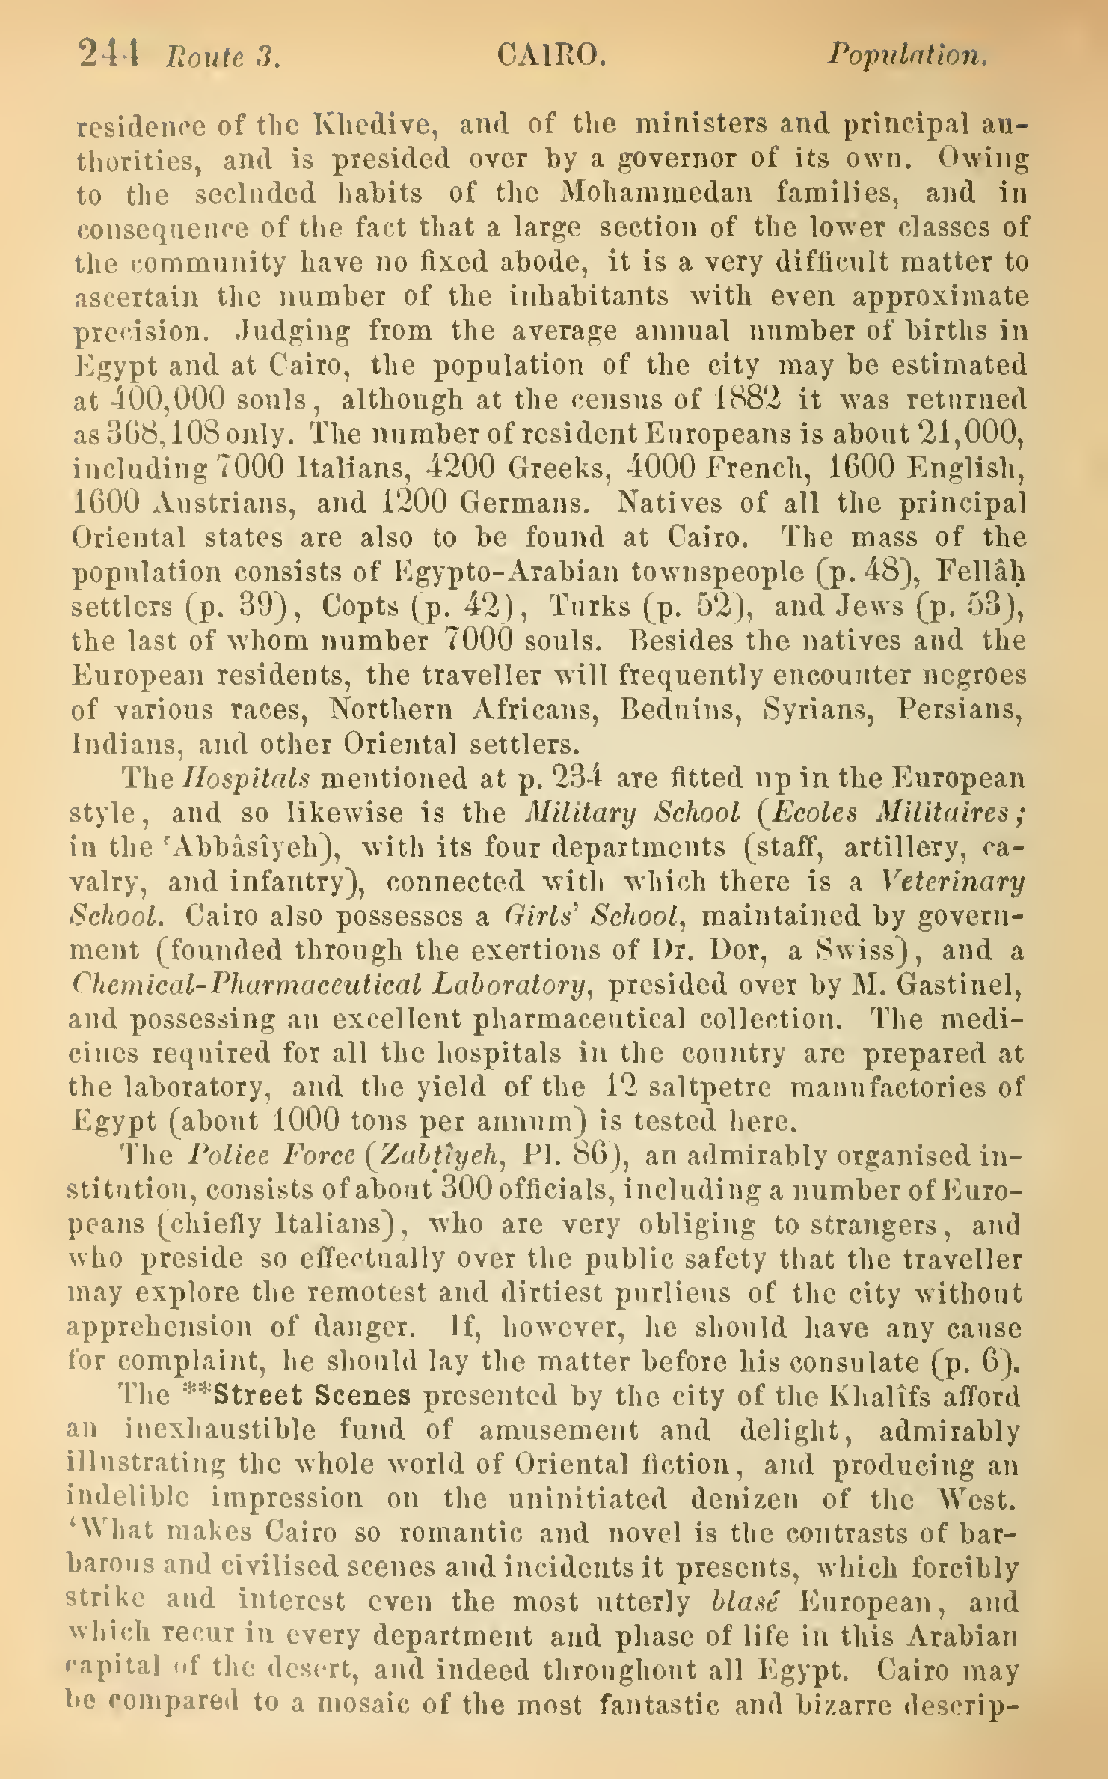 244 Route 3. CAIRO. Population.
residence of the Khedive, and of the ministers and principal au-
thorities, and is presided over by a governor of its own. Owing
to the secluded habits of the Mohammedan families, and in
consequence of the fact that a large section of the lower classes of
the community have no fixed abode, it is a very difficult matter to
ascertain the number of the inhabitants with even approximate
precision. Judging from the average annual number of births in
Egypt and at Cairo, the population of the city may be estimated
at 400,000 souls, although at the census of 1882 it was returned
as 368,108 only. The number of resident Europeans is about 21,000,
including 7000 Italians, 4200 Greeks, 4000 French, 1600 English,
1600 Austrians, and 1200 Germans. Natives of all the principal
Oriental states are also to be found at Cairo. The mass of the
population consists of Egypto-Arabian townspeople (p. 48), Fellâḥ
settlers (p. 39), Copts (p. 42), Turks (p. 52), and Jews (p. 53),
the last of whom number 7000 souls. Besides the natives and the
European residents, the traveller will frequently encounter negroes
of various races, Northern Africans, Beduins, Syrians, Persians,
Indians, and other Oriental settlers.
The Hospitals mentioned at p. 234 are fitted up in the European
style, and so likewise is the Military School (Ecoles Militaires;
in the 'Abbâsîyeh), with its four departments (staff, artillery, ca-
valry, and infantry), connected with which there is a Veterinary
School. Cairo also possesses a Girls' School, maintained by govern-
ment (founded through the exertions of Dr. Dor, a Swiss), and a
Chemical-Pharmaceutical Laboratory, presided over by M. Gastinel,
and possessing an excellent pharmaceutical collection. The medi-
cines required for all the hospitals in the country are prepared at
the laboratory, and the yield of the 12 saltpetre manufactories of
Egypt (about 1000 tons per annum) is tested here.
The Police Force (Zabṭîyeh, Pl. 86), an admirably organised in-
stitution, consists of about 300 officials, including a number of Euro-
peans (chiefly Italians), who are very obliging to strangers, and
who preside so effectually over the public safety that the traveller
may explore the remotest and dirtiest purlieus of the city without
apprehension of danger. If, however, he should have any cause
for complaint, he should lay the matter before his consulate (p. 6).
The **Street Scenes presented by the city of the Khalîfs afford
an inexhaustible fund of amusement and delight, admirably
illustrating the whole world of Oriental fiction, and producing an
indelible impression on the uninitiated denizen of the West.
'What makes Cairo so romantic and novel is the contrasts of bar-
barous and civilised scenes and incidents it presents, which forcibly
strike and interest even the most utterly blasé European, and
which recur in every department and phase of life in this Arabian
capital of the desert, and indeed throughout all Egypt. Cairo may
be compared to a mosaic of the most fantastic and bizarre descrip-